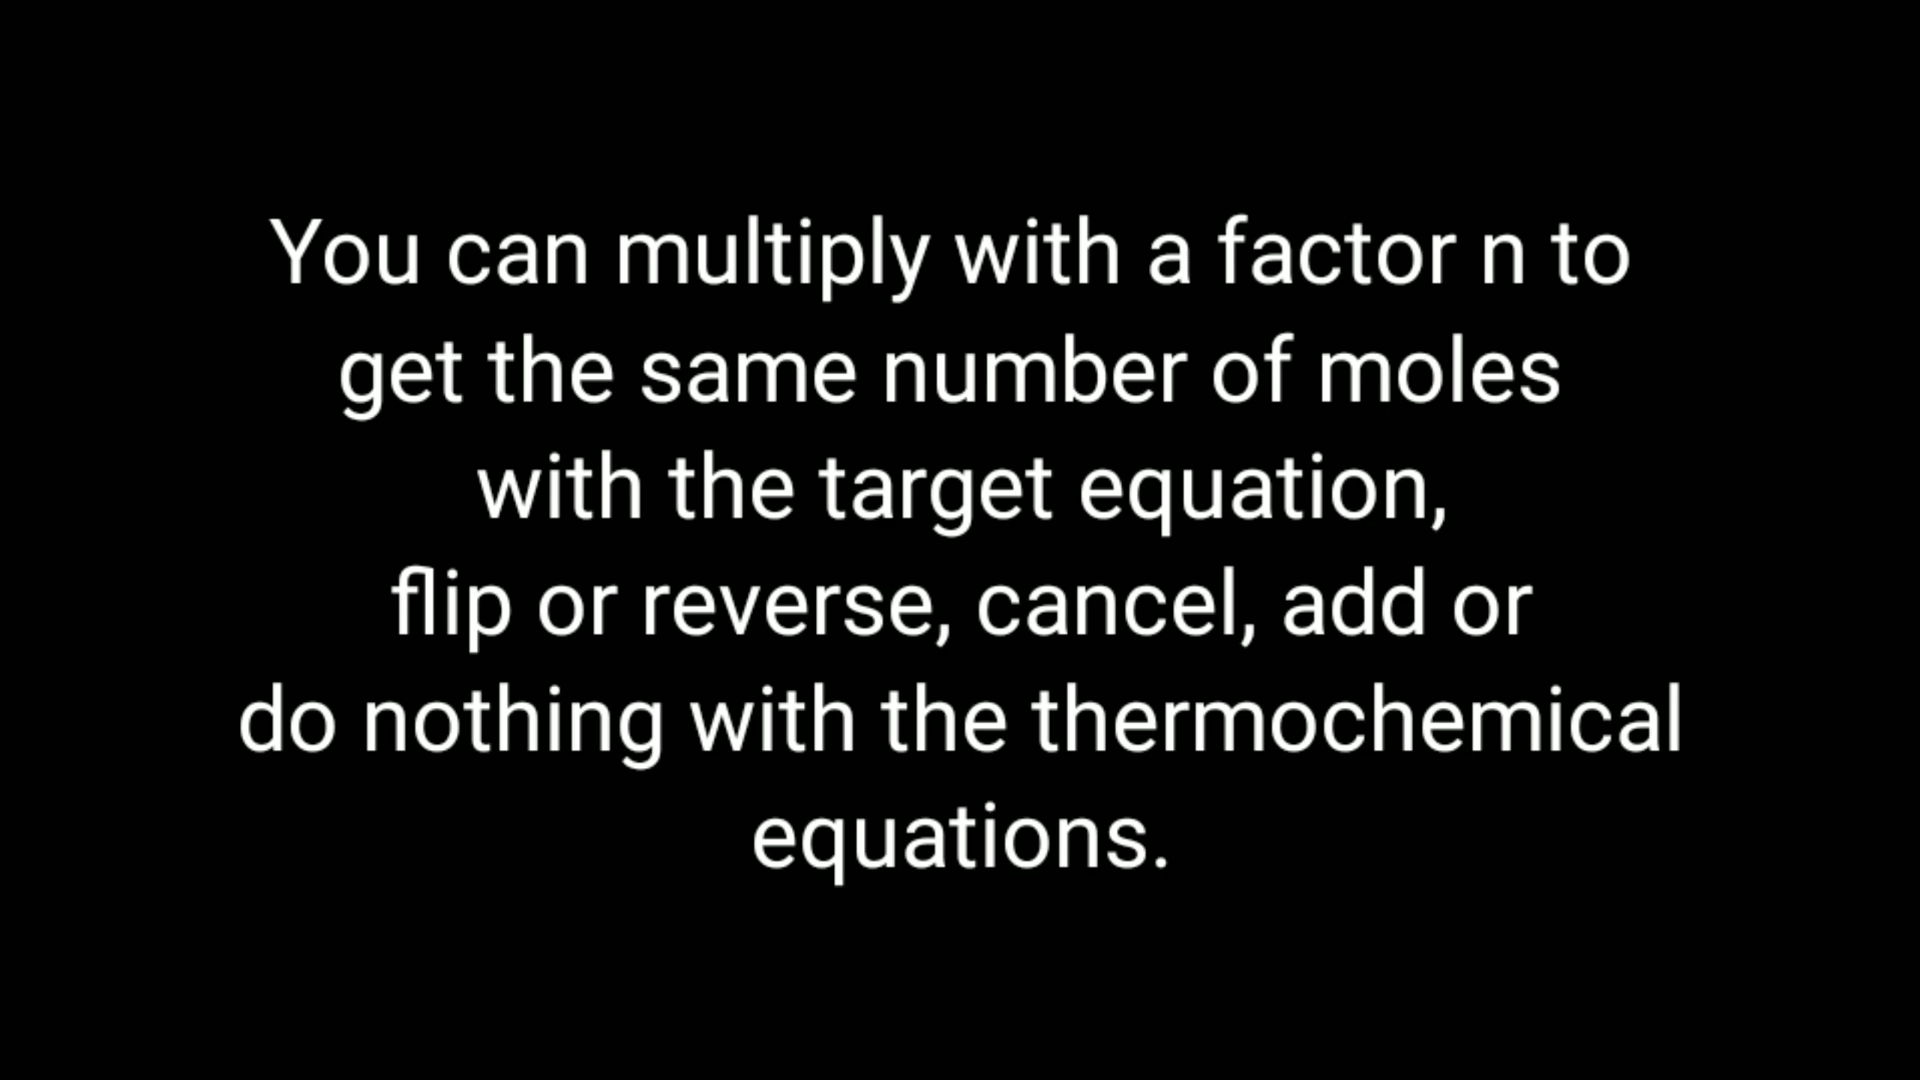 You can multiply with a factor n to
get the same number of moles
with the target equation,
flip or reverse, cancel, add or
do nothing with the thermochemical
equations.